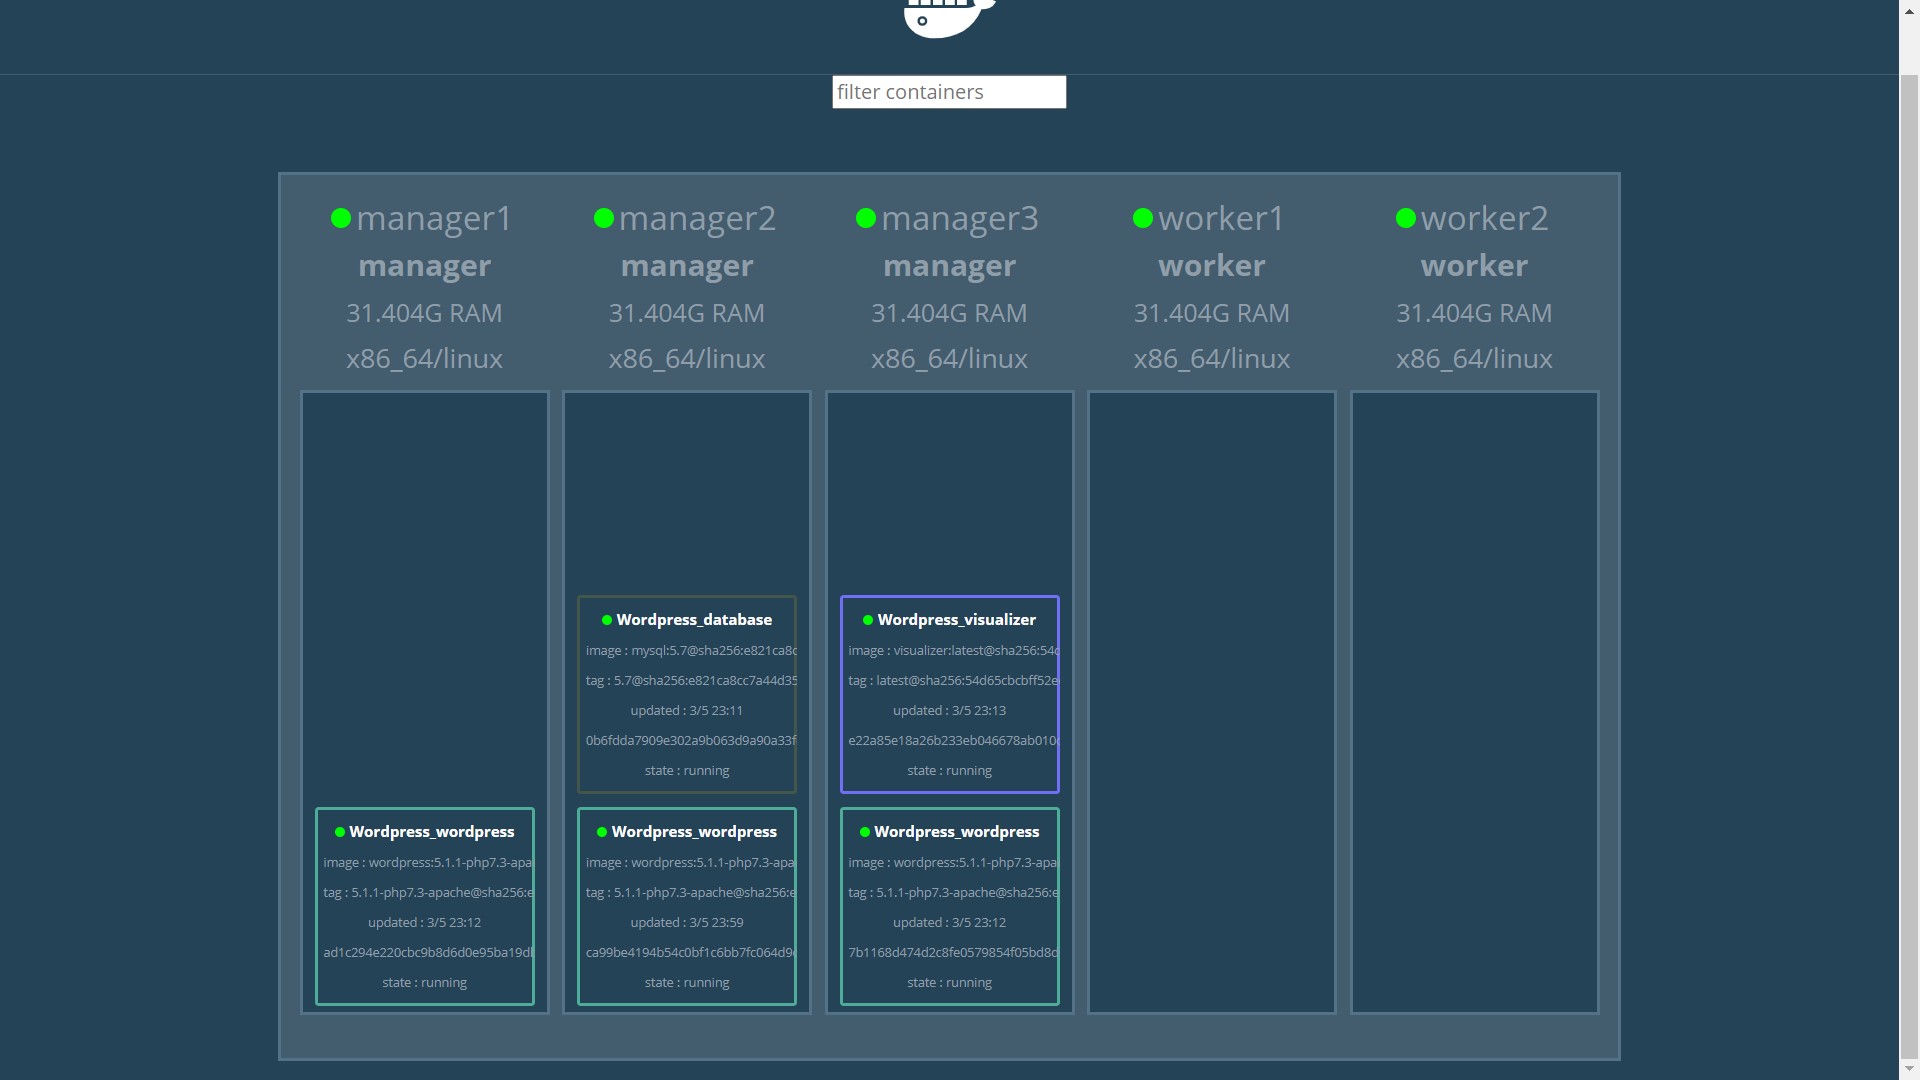 filter containers
manager1
manager
31.404G RAM
x86_64/linux
manager2
manager
31.404G RAM
x86_64/linux
manager3
manager
31.404G RAM
x86_64/linux
worker1
worker
31.404G RAM
x86_64/linux
worker2
worker
31.404G RAM
x86_64/linux
Wordpress_wordpress
image : wordpress:5.1.1-php7.3-apa
tag : 5.1.1-php7.3-apache@sha256:e
updated : 3/5 23:12
ad1c294e220cbc9b8d6d0e95ba19d
state : running
Wordpress_database
image : mysql:5.7@sha256:e821ca8c
tag : 5.7@sha256:e821ca8cc7a44d35
updated : 3/5 23:11
0b6fdda7909e302a9b063d9a90a33f
state : running
Wordpress_wordpress
image : wordpress:5.1.1-php7.3-apa
tag : 5.1.1-php7.3-apache@sha256:e
updated : 3/5 23:59
ca99be4194b54c0bf1c6bb7fc064d9
state : running
Wordpress_visualizer
image : visualizer:latest@sha256:54
tag : latest@sha256:54d65cbcbff52e
updated : 3/5 23:13
e22a85e18a26b233eb046678ab010
state : running
Wordpress_wordpress
image : wordpress:5.1.1-php7.3-apa
tag : 5.1.1-php7.3-apache@sha256:e
updated : 3/5 23:12
7b1168d474d2c8fe0579854f05bd8d
state : running